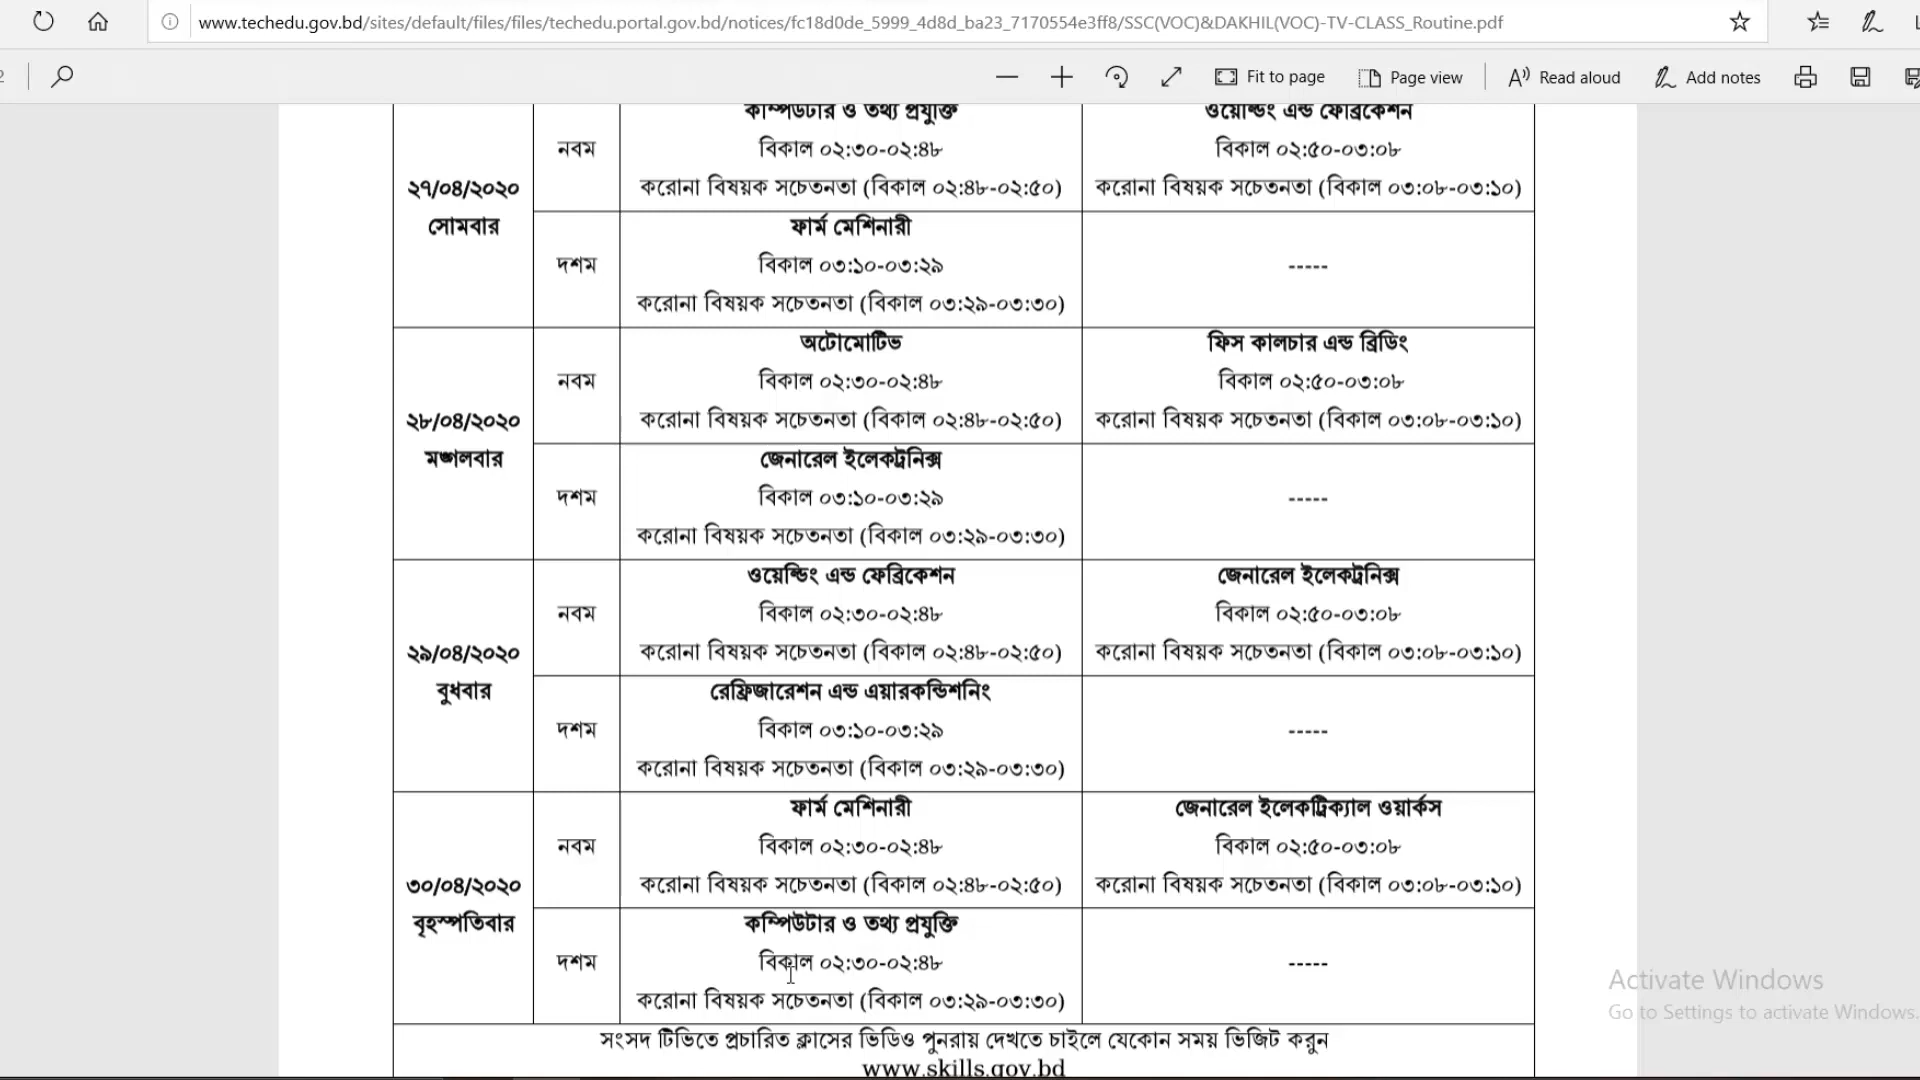 www.techedu.gov.bd/sites/default/files/files/techedu.portal.gov.bd/notices/fc18d0de_5999_4d8d_ba23_7170554e3ff8/SSC(VOC)&DAKHIL(VOC)-TV-CLASS_Routine.pdf
Fit to page Page view Read aloud Add notes
২৭/০৪/২০২০
সোমবার
নবম
কম্পিউটার ও তথ্য প্রযুক্তি
বিকাল ০২:৩০-০২:৪৮
করোনা বিষয়ক সচেতনতা (বিকাল ০২:৪৮-০২:৫০)
ওয়েল্ডিং এন্ড ফেব্রিকেশন
বিকাল ০২:৫০-০৩:০৮
করোনা বিষয়ক সচেতনতা (বিকাল ০৩:০৮-০৩:১০)
দশম
ফার্ম মেশিনারী
বিকাল ০৩:১০-০৩:২৯
করোনা বিষয়ক সচেতনতা (বিকাল ০৩:২৯-০৩:৩০)
-----
২৮/০৪/২০২০
মঙ্গলবার
নবম
অটোমোটিভ
বিকাল ০২:৩০-০২:৪৮
করোনা বিষয়ক সচেতনতা (বিকাল ০২:৪৮-০২:৫০)
ফিস কালচার এন্ড ব্রিডিং
বিকাল ০২:৫০-০৩:০৮
করোনা বিষয়ক সচেতনতা (বিকাল ০৩:০৮-০৩:১০)
দশম
জেনারেল ইলেকট্রনিক্স
বিকাল ০৩:১০-০৩:২৯
করোনা বিষয়ক সচেতনতা (বিকাল ০৩:২৯-০৩:৩০)
-----
২৯/০৪/২০২০
বুধবার
নবম
ওয়েল্ডিং এন্ড ফেব্রিকেশন
বিকাল ০২:৩০-০২:৪৮
করোনা বিষয়ক সচেতনতা (বিকাল ০২:৪৮-০২:৫০)
জেনারেল ইলেকট্রনিক্স
বিকাল ০২:৫০-০৩:০৮
করোনা বিষয়ক সচেতনতা (বিকাল ০৩:০৮-০৩:১০)
দশম
রেফ্রিজারেশন এন্ড এয়ারকন্ডিশনিং
বিকাল ০৩:১০-০৩:২৯
করোনা বিষয়ক সচেতনতা (বিকাল ০৩:২৯-০৩:৩০)
-----
৩০/০৪/২০২০
বৃহস্পতিবার
নবম
ফার্ম মেশিনারী
বিকাল ০২:৩০-০২:৪৮
করোনা বিষয়ক সচেতনতা (বিকাল ০২:৪৮-০২:৫০)
জেনারেল ইলেকট্রিক্যাল ওয়ার্কস
বিকাল ০২:৫০-০৩:০৮
করোনা বিষয়ক সচেতনতা (বিকাল ০৩:০৮-০৩:১০)
দশম
কম্পিউটার ও তথ্য প্রযুক্তি
বিকাল ০২:৩০-০২:৪৮
করোনা বিষয়ক সচেতনতা (বিকাল ০৩:২৯-০৩:৩০)
-----
সংসদ টিভিতে প্রচারিত ক্লাসের ভিডিও পুনরায় দেখতে চাইলে যেকোন সময় ভিজিট করুন
www.skills.gov.bd
Activate Windows
Go to Settings to activate Windows.